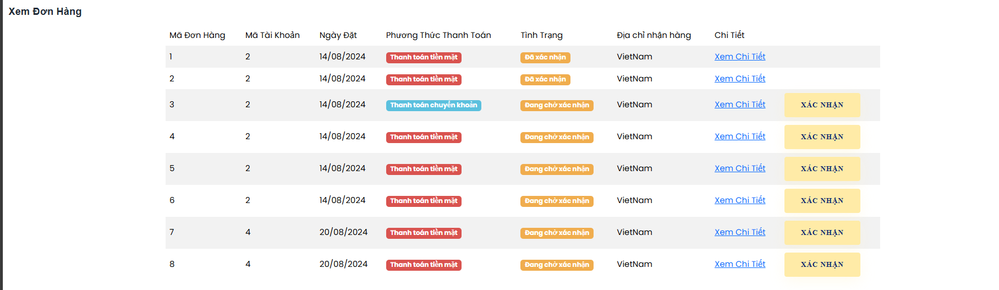 Xem Đơn Hàng
Mã Đơn Hàng Mã Tài Khoản Ngày Đặt Phương Thức Thanh Toán Tình Trạng Địa chỉ nhận hàng Chi Tiết
1 2 14/08/2024 Thanh toán tiền mặt Đã xác nhận VietNam Xem Chi Tiết
2 2 14/08/2024 Thanh toán tiền mặt Đã xác nhận VietNam Xem Chi Tiết
3 2 14/08/2024 Thanh toán chuyển khoản Đang chờ xác nhận VietNam Xem Chi Tiết XÁC NHẬN
4 2 14/08/2024 Thanh toán tiền mặt Đang chờ xác nhận VietNam Xem Chi Tiết XÁC NHẬN
5 2 14/08/2024 Thanh toán tiền mặt Đang chờ xác nhận VietNam Xem Chi Tiết XÁC NHẬN
6 2 14/08/2024 Thanh toán tiền mặt Đang chờ xác nhận VietNam Xem Chi Tiết XÁC NHẬN
7 4 20/08/2024 Thanh toán tiền mặt Đang chờ xác nhận VietNam Xem Chi Tiết XÁC NHẬN
8 4 20/08/2024 Thanh toán tiền mặt Đang chờ xác nhận VietNam Xem Chi Tiết XÁC NHẬN